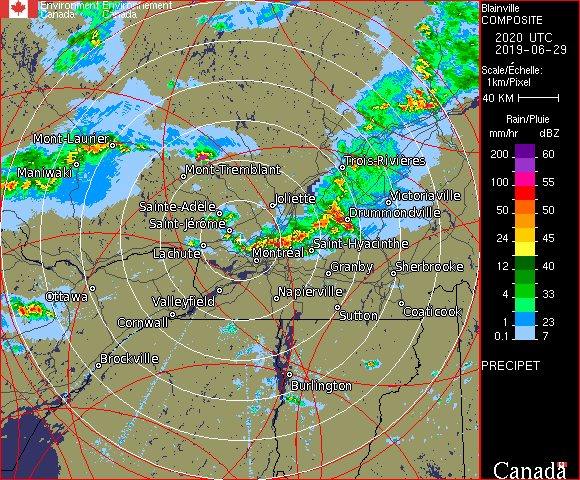 Environment Environnement
Canada Canada
Blainville
COMPOSITE
2020 UTC
2019-06-29
Scale/Échelle:
1km/Pixel
40 KM
Rain/Pluie
mm/hr dBZ
200 60
150 57
100 55
50 50
24 45
12 40
4 33
1 23
0.1 7
PRECIPET
Canada
Mont-Laurier
Maniwaki
Mont-Tremblant
Trois-Rivières
Joliette
Victoriaville
Sainte-Adèle
Drummondville
Saint-Jérôme
Saint-Hyacinthe
Lachute
Montréal
Granby
Sherbrooke
Ottawa
Valleyfield
Napierville
Cornwall
Sutton
Coaticook
Brockville
Burlington